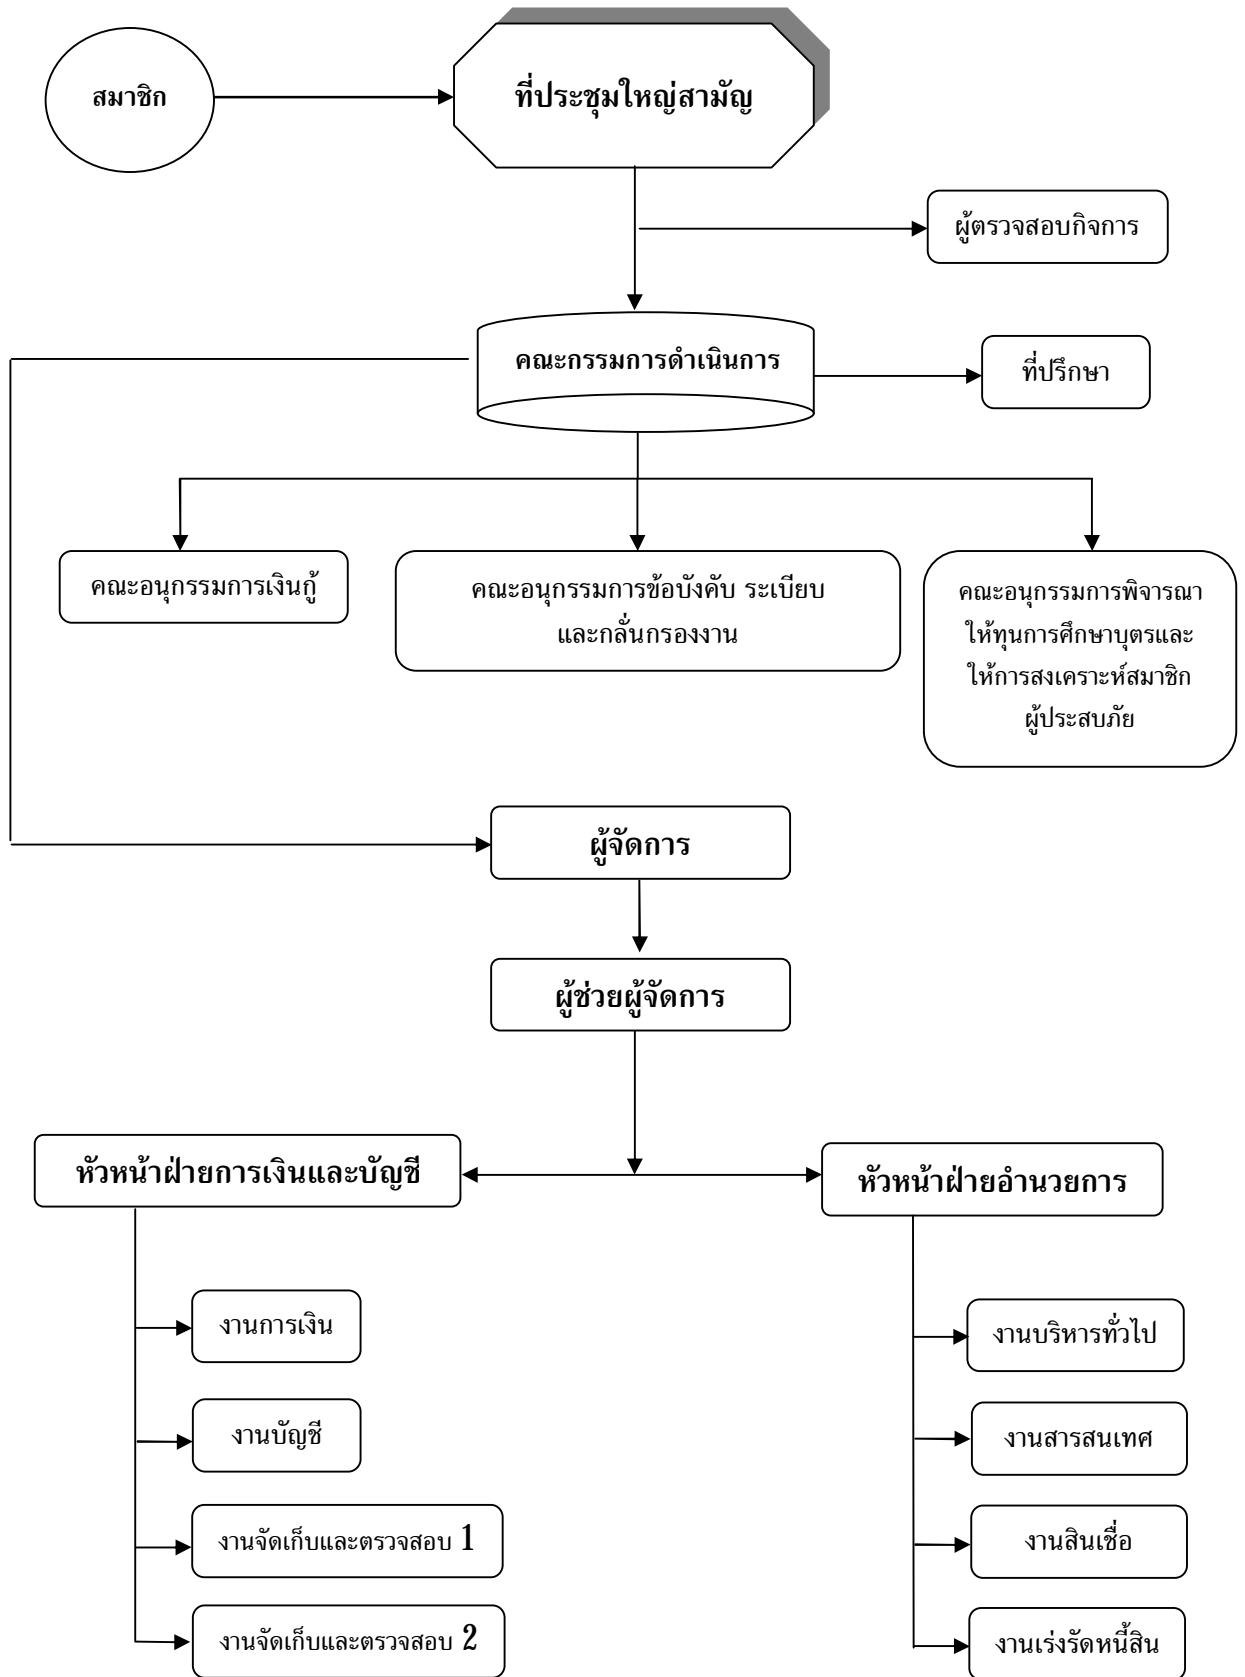 สมาชิก
ที่ประชุมใหญ่สามัญ
ผู้ตรวจสอบกิจการ
คณะกรรมการดำเนินการ
ที่ปรึกษา
คณะอนุกรรมการเงินกู้
คณะอนุกรรมการข้อบังคับ ระเบียบ
และกลั่นกรองงาน
คณะอนุกรรมการพิจารณา
ให้ทุนการศึกษาบุตรและ
ให้การสงเคราะห์สมาชิก
ผู้ประสบภัย
ผู้จัดการ
ผู้ช่วยผู้จัดการ
หัวหน้าฝ่ายการเงินและบัญชี
หัวหน้าฝ่ายอำนวยการ
งานการเงิน
งานบัญชี
งานจัดเก็บและตรวจสอบ 1
งานจัดเก็บและตรวจสอบ 2
งานบริหารทั่วไป
งานสารสนเทศ
งานสินเชื่อ
งานเร่งรัดหนี้สิน